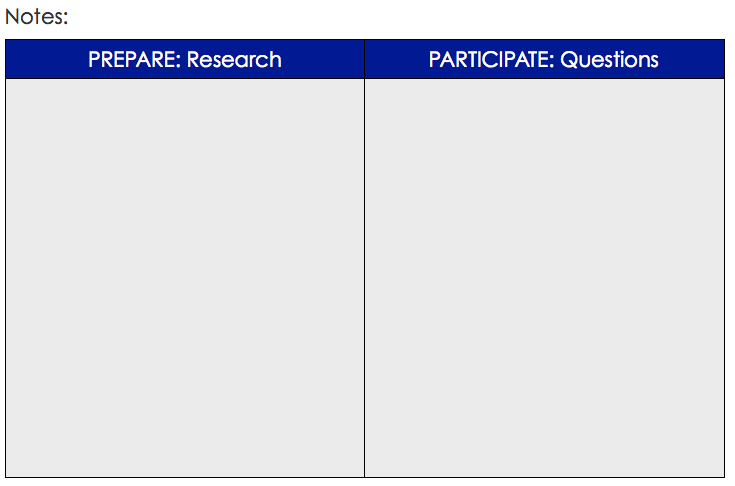 Notes:
PREPARE: Research
PARTICIPATE: Questions